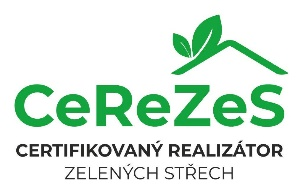 CeReZeS
CERTIFIKOVANÝ REALIZÁTOR
ZELENÝCH STŘECH